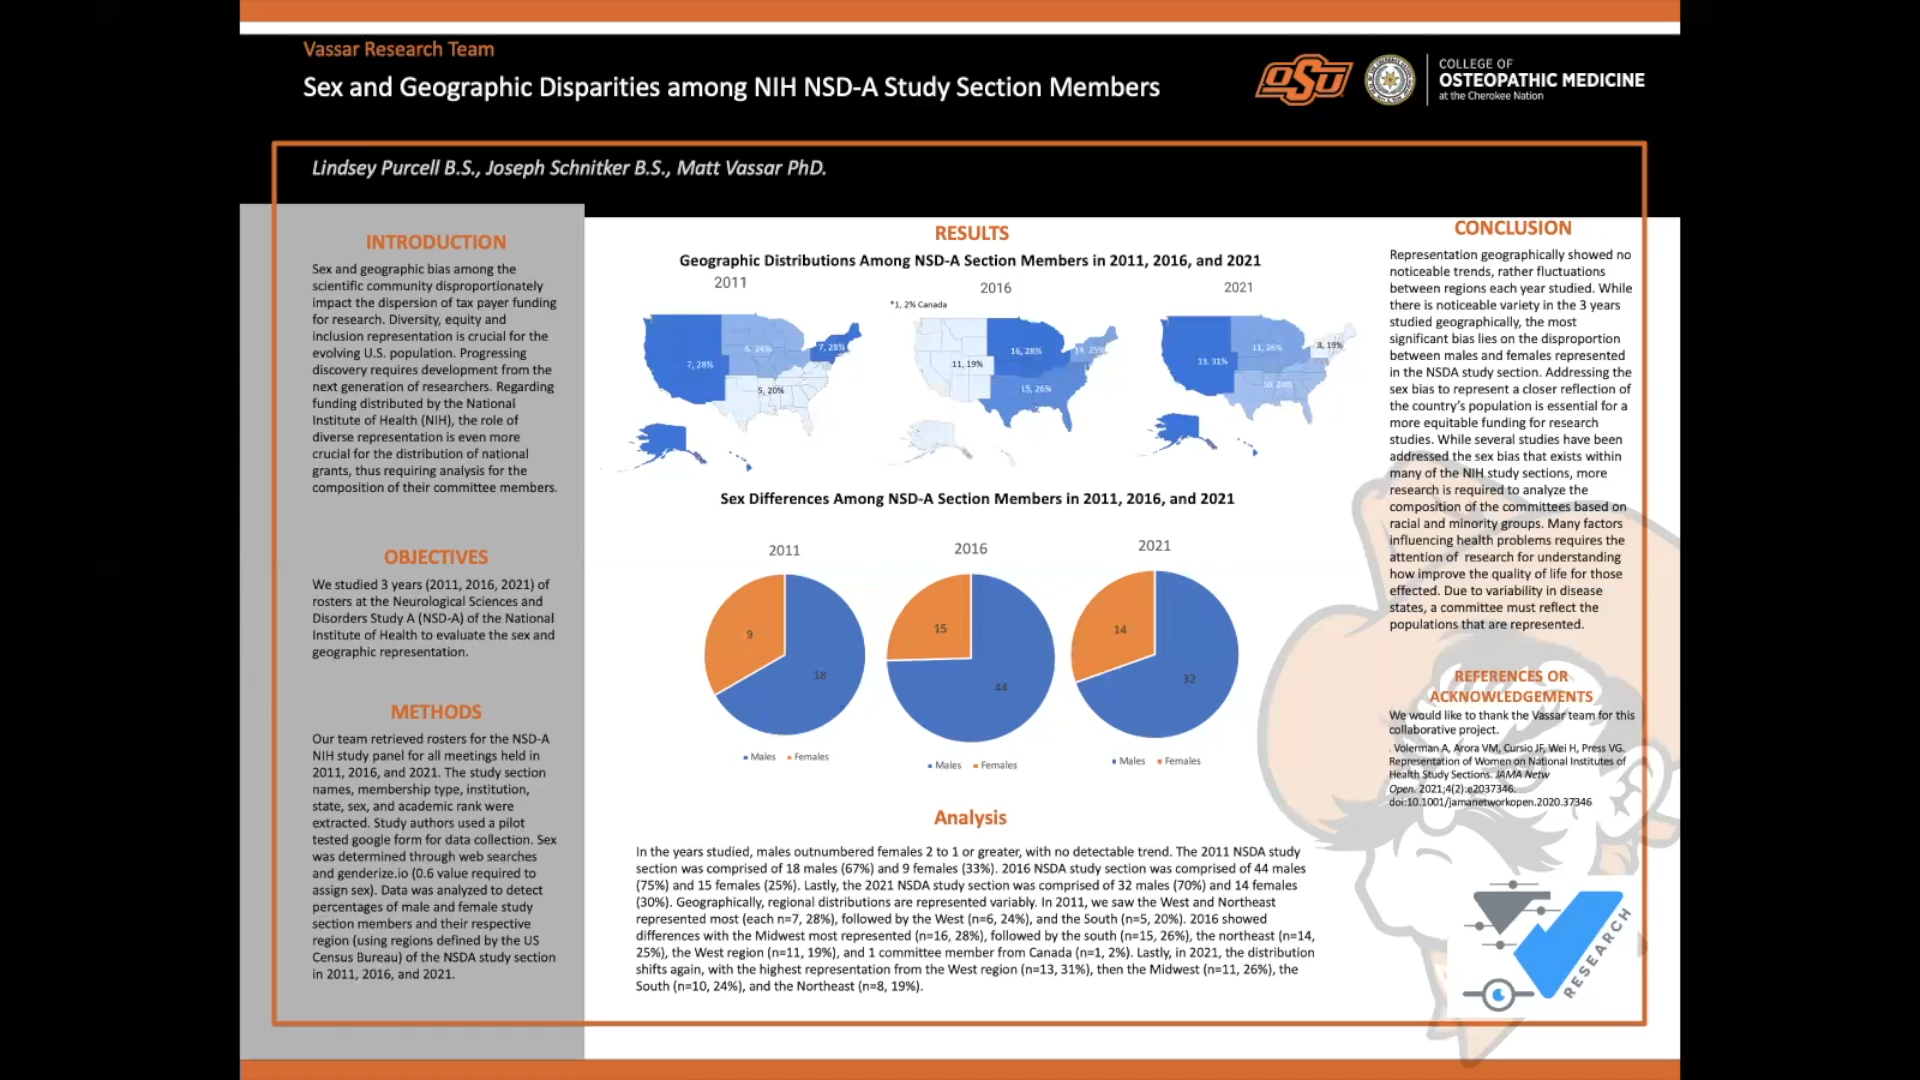 Vassar Research Team
Sex and Geographic Disparities among NIH NSD-A Study Section Members
OSU
COLLEGE OF
OSTEOPATHIC MEDICINE
at the Cherokee Nation
Lindsey Purcell B.S., Joseph Schnitker B.S., Matt Vassar PhD.
INTRODUCTION
Sex and geographic bias among the
scientific community disproportionately
impact the dispersion of tax payer funding
for research. Diversity, equity and
inclusion representation is crucial for the
evolving U.S. population. Progressing
discovery requires development from the
next generation of researchers. Regarding
funding distributed by the National
Institute of Health (NIH), the role of
diverse representation is even more
crucial for the distribution of national
grants, thus requiring analysis for the
composition of their committee members.
OBJECTIVES
We studied 3 years (2011, 2016, 2021) of
rosters at the Neurological Sciences and
Disorders Study A (NSD-A) of the National
Institute of Health to evaluate the sex and
geographic representation.
METHODS
Our team retrieved rosters for the NSD-A
NIH study panel for all meetings held in
2011, 2016, and 2021. The study section
names, membership type, institution,
state, sex, and academic rank were
extracted. Study authors used a pilot
tested google form for data collection. Sex
was determined through web searches
and genderize.io (0.6 value required to
assign sex). Data was analyzed to detect
percentages of male and female study
section members and their respective
region (using regions defined by the US
Census Bureau) of the NSDA study section
in 2011, 2016, and 2021.
RESULTS
Geographic Distributions Among NSD-A Section Members in 2011, 2016, and 2021
2011
7, 28%
6, 24%
7, 28%
5, 20%
2016
*1, 2% Canada
11, 19%
16, 28%
14, 25%
15, 26%
2021
13, 31%
11, 26%
8, 19%
10, 24%
Sex Differences Among NSD-A Section Members in 2011, 2016, and 2021
2011
9
18
Males Females
2016
15
44
Males Females
2021
14
32
Males Females
Analysis
In the years studied, males outnumbered females 2 to 1 or greater, with no detectable trend. The 2011 NSDA study
section was comprised of 18 males (67%) and 9 females (33%). 2016 NSDA study section was comprised of 44 males
(75%) and 15 females (25%). Lastly, the 2021 NSDA study section was comprised of 32 males (70%) and 14 females
(30%). Geographically, regional distributions are represented variably. In 2011, we saw the West and Northeast
represented most (each n=7, 28%), followed by the West (n=6, 24%), and the South (n=5, 20%). 2016 showed
differences with the Midwest most represented (n=16, 28%), followed by the south (n=15, 26%), the northeast (n=14,
25%), the West region (n=11, 19%), and 1 committee member from Canada (n=1, 2%). Lastly, in 2021, the distribution
shifts again, with the highest representation from the West region (n=13, 31%), then the Midwest (n=11, 26%), the
South (n=10, 24%), and the Northeast (n=8, 19%).
CONCLUSION
Representation geographically showed no
noticeable trends, rather fluctuations
between regions each year studied. While
there is noticeable variety in the 3 years
studied geographically, the most
significant bias lies on the disproportion
between males and females represented
in the NSDA study section. Addressing the
sex bias to represent a closer reflection of
the country's population is essential for a
more equitable funding for research
studies. While several studies have been
addressed the sex bias that exists within
many of the NIH study sections, more
research is required to analyze the
composition of the committees based on
racial and minority groups. Many factors
influencing health problems requires the
attention of research for understanding
how improve the quality of life for those
effected. Due to variability in disease
states, a committee must reflect the
populations that are represented.
REFERENCES OR
ACKNOWLEDGEMENTS
We would like to thank the Vassar team for this
collaborative project.
. Volerman A, Arora VM, Cursio JF, Wei H, Press VG.
Representation of Women on National Institutes of
Health Study Sections. JAMA Netw
Open. 2021;4(2):e2037346.
doi:10.1001/jamanetworkopen.2020.37346
RESEARCH